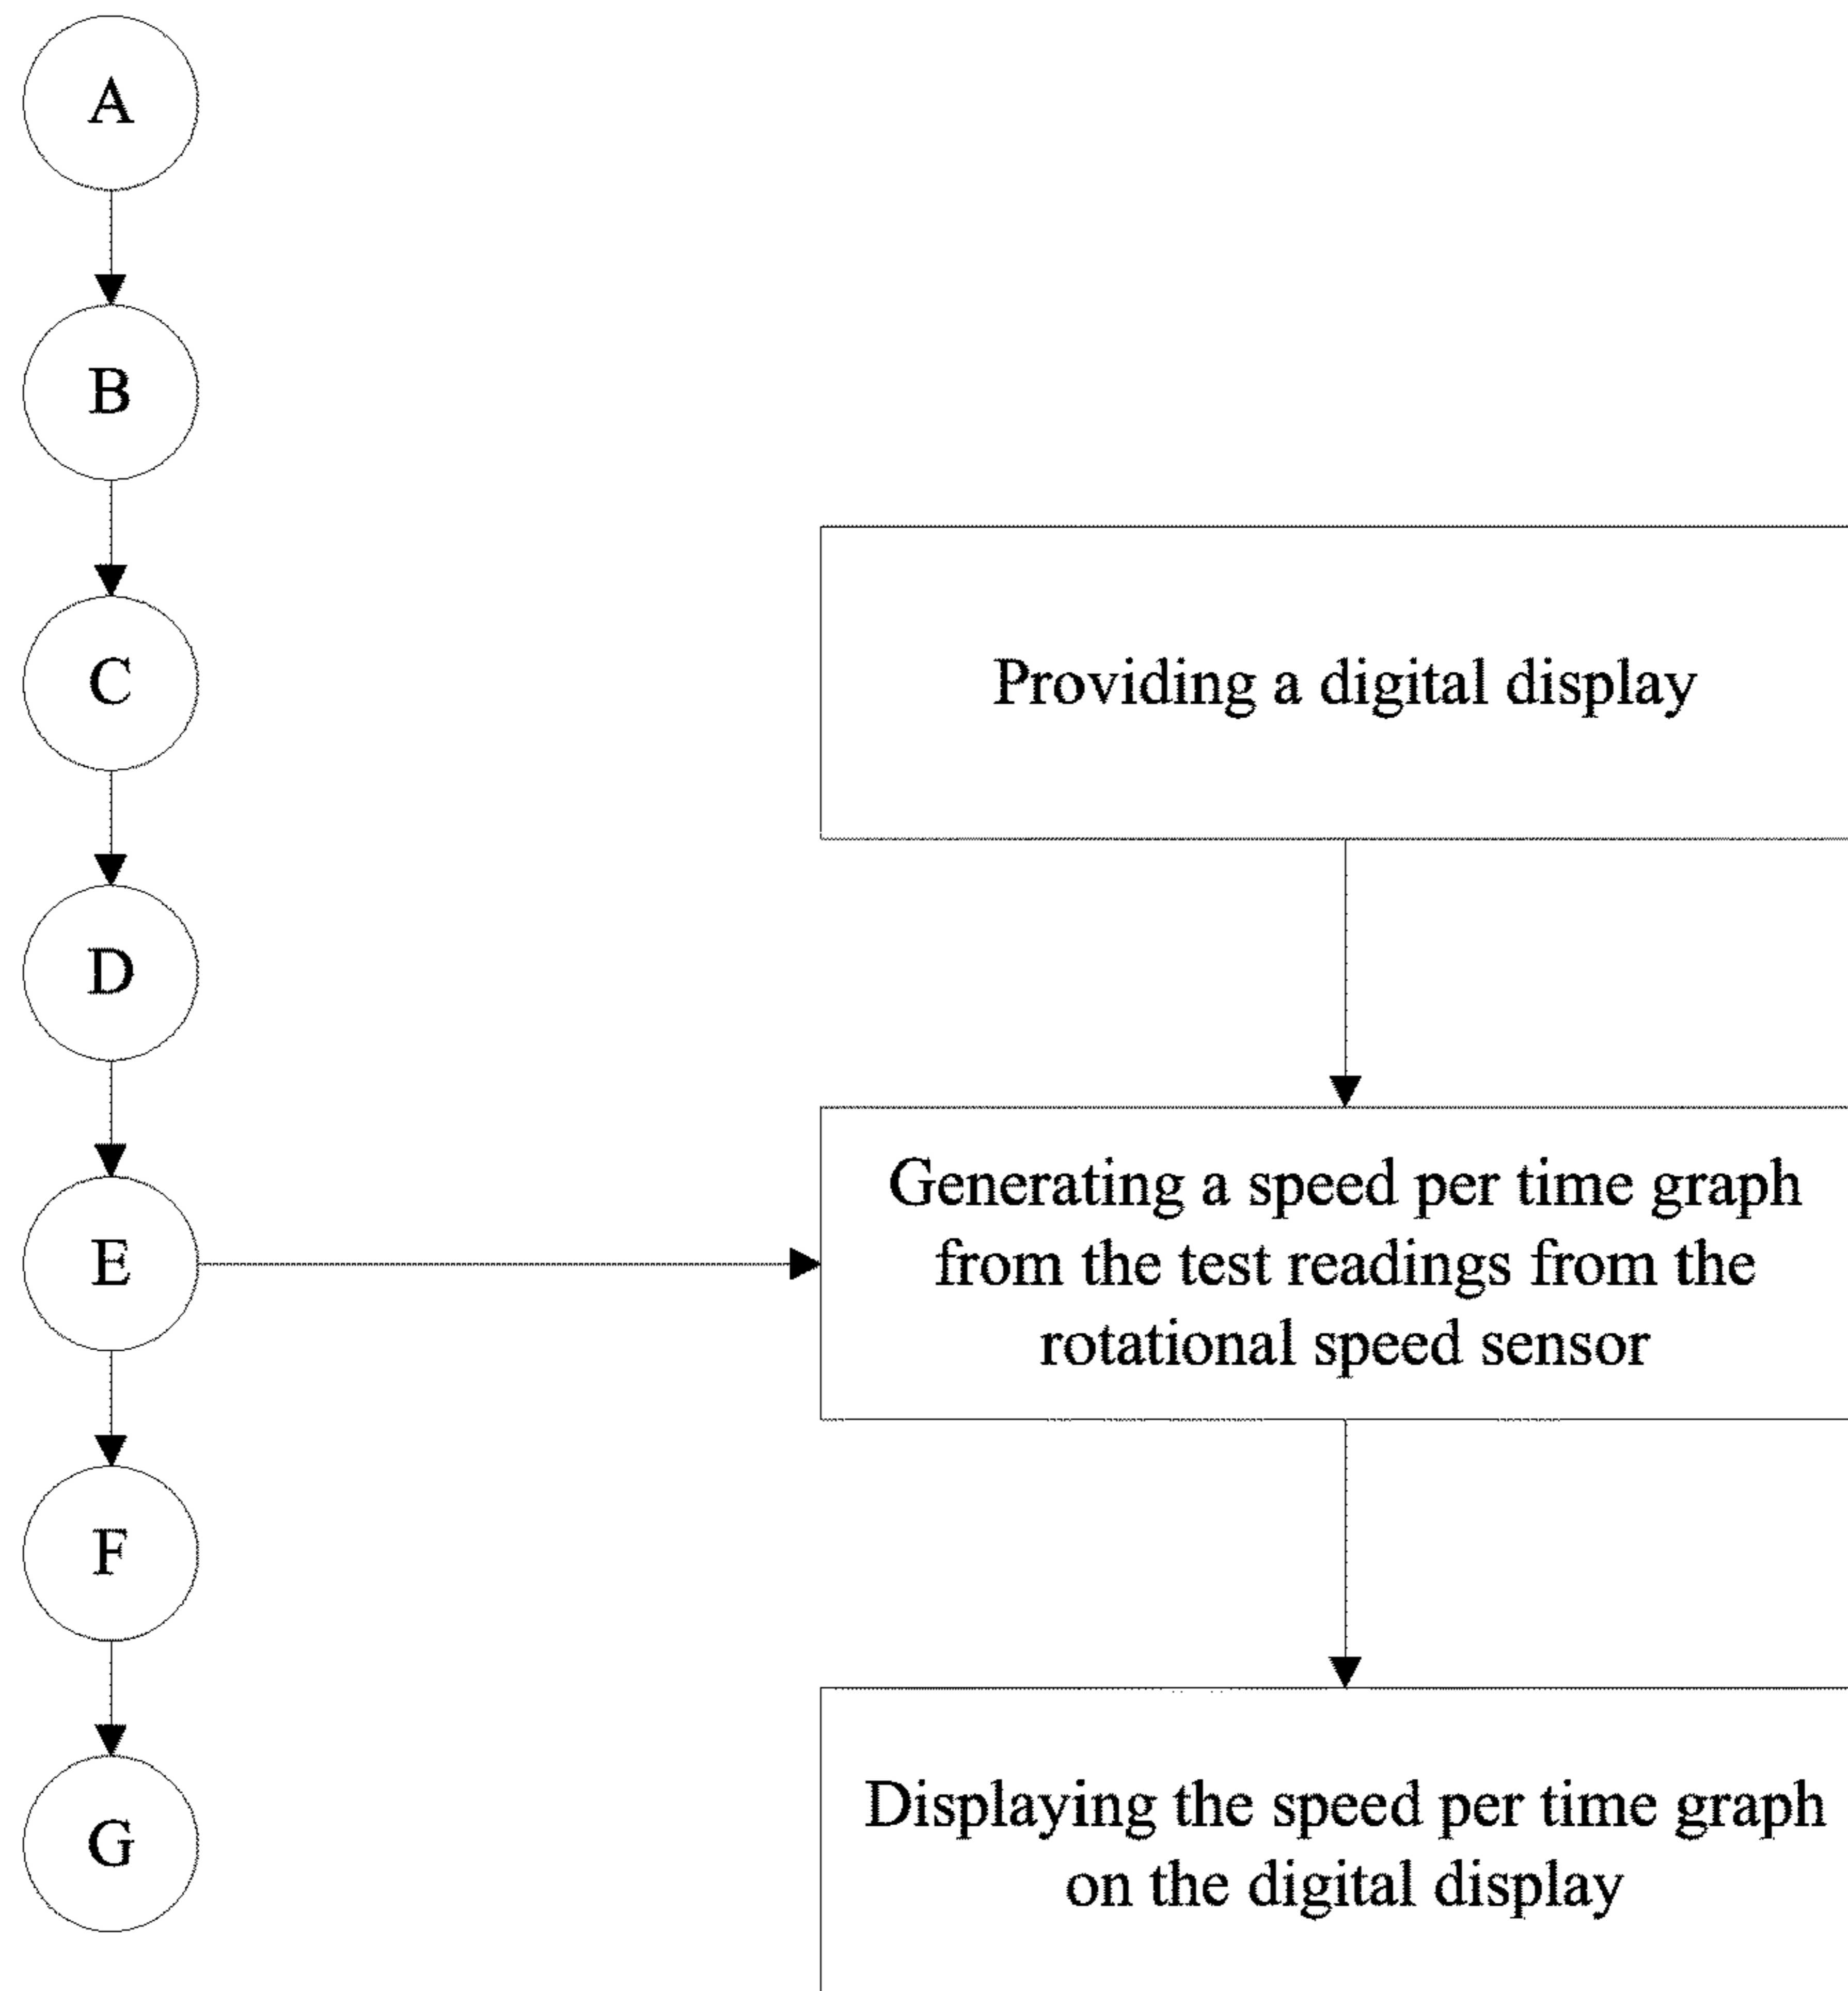 A
B
C
D
E
F
G
Providing a digital display
Generating a speed per time graph
from the test readings from the
rotational speed sensor
Displaying the speed per time graph
on the digital display